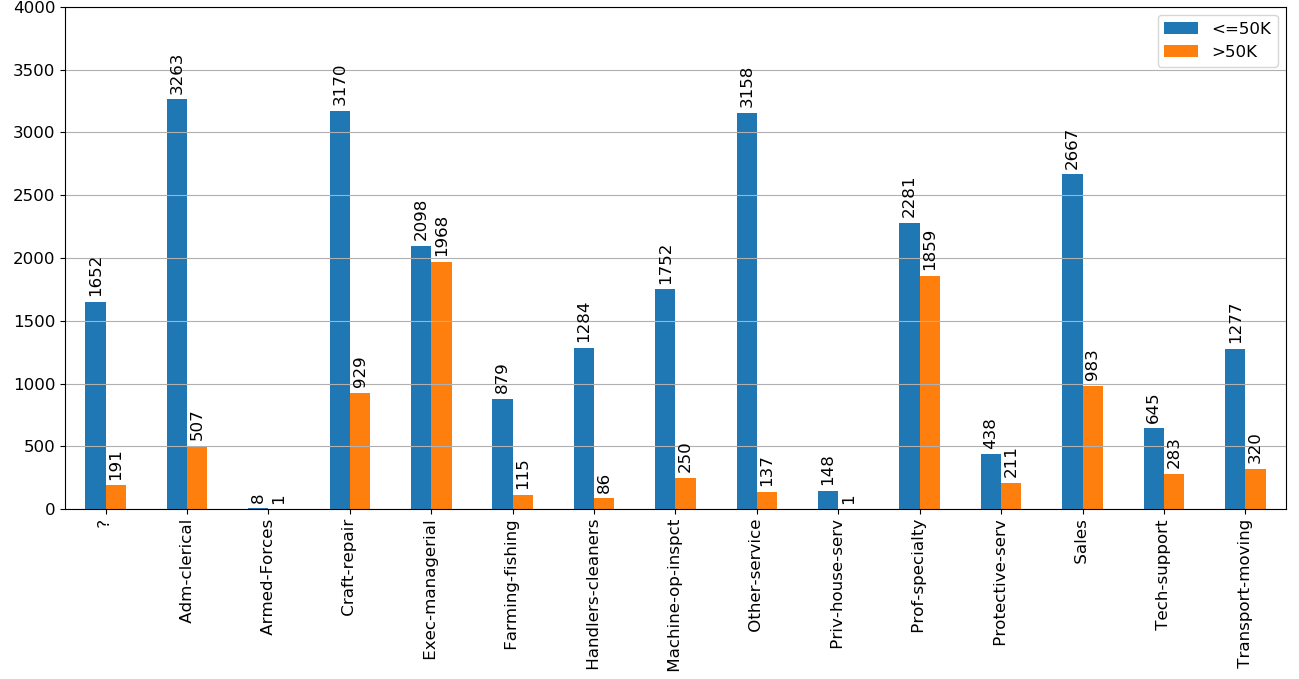 4000
3500
3000
2500
2000
1500
1000
500
0
<=50K
>50K
1652
191
3263
507
8
1
3170
929
2098
1968
879
115
1284
86
1752
250
3158
137
148
1
2281
1859
438
211
2667
983
645
283
1277
320
?
Adm-clerical
Armed-Forces
Craft-repair
Exec-managerial
Farming-fishing
Handlers-cleaners
Machine-op-inspct
Other-service
Priv-house-serv
Prof-specialty
Protective-serv
Sales
Tech-support
Transport-moving